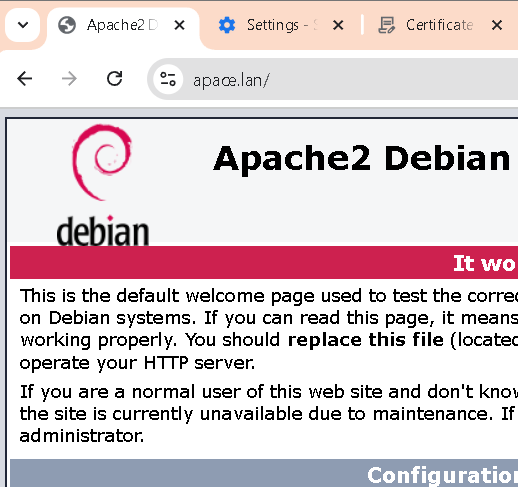 Apache2 D
Settings - S
Certificate
apace.lan/
debian
Apache2 Debian
It wo
This is the default welcome page used to test the correc
on Debian systems. If you can read this page, it means
working properly. You should replace this file (located
operate your HTTP server.
If you are a normal user of this web site and don't know
the site is currently unavailable due to maintenance. If
administrator.
Configuration